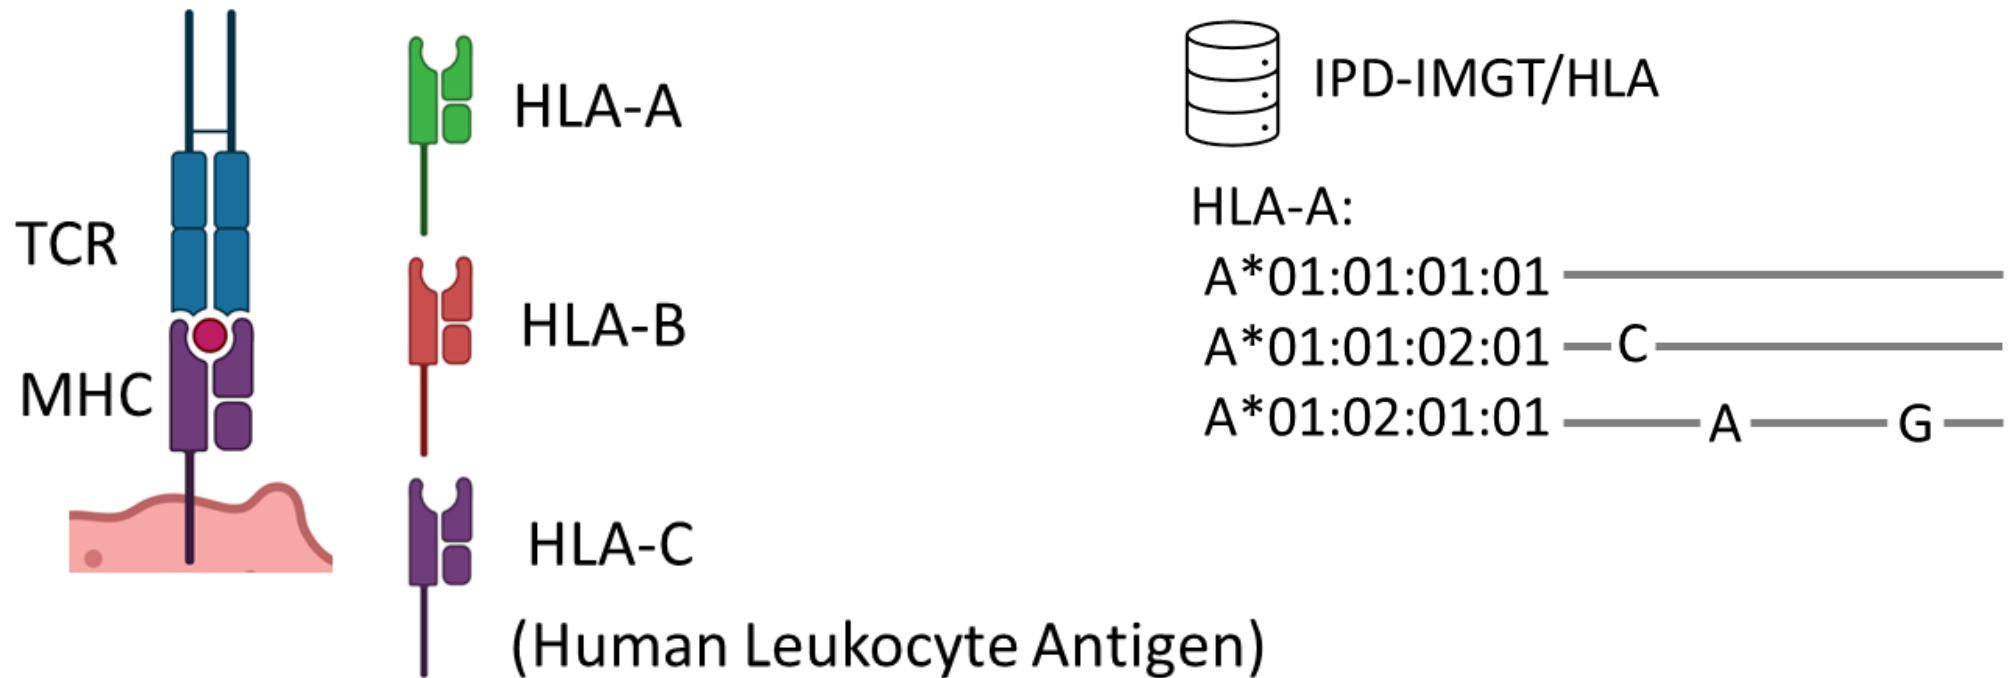 TCR
MHC
HLA-A
HLA-B
HLA-C
(Human Leukocyte Antigen)
IPD-IMGT/HLA
HLA-A:
A*01:01:01:01
A*01:01:02:01 C
A*01:02:01:01 A G